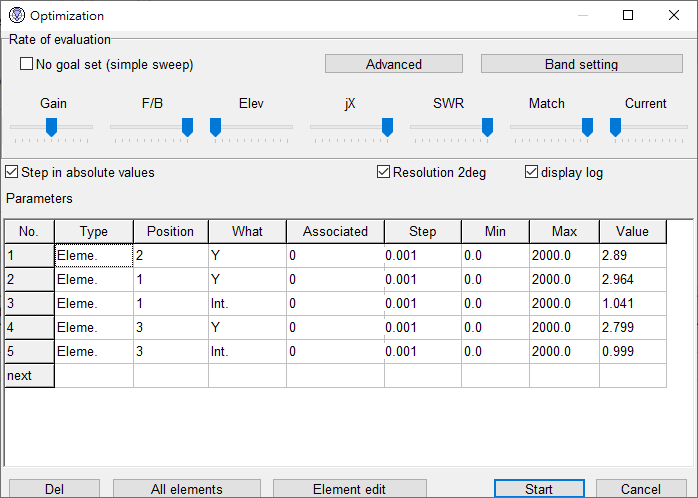 Optimization
Rate of evaluation
No goal set (simple sweep)
Advanced
Band setting
Gain F/B Elev jX SWR Match Current
Step in absolute values
Resolution 2deg
display log
Parameters
No. Type Position What Associated Step Min Max Value
1 Eleme. 2 Y 0 0.001 0.0 2000.0 2.89
2 Eleme. 1 Y 0 0.001 0.0 2000.0 2.964
3 Eleme. 1 Int. 0 0.001 0.0 2000.0 1.041
4 Eleme. 3 Y 0 0.001 0.0 2000.0 2.799
5 Eleme. 3 Int. 0 0.001 0.0 2000.0 0.999
next
Del All elements Element edit Start Cancel